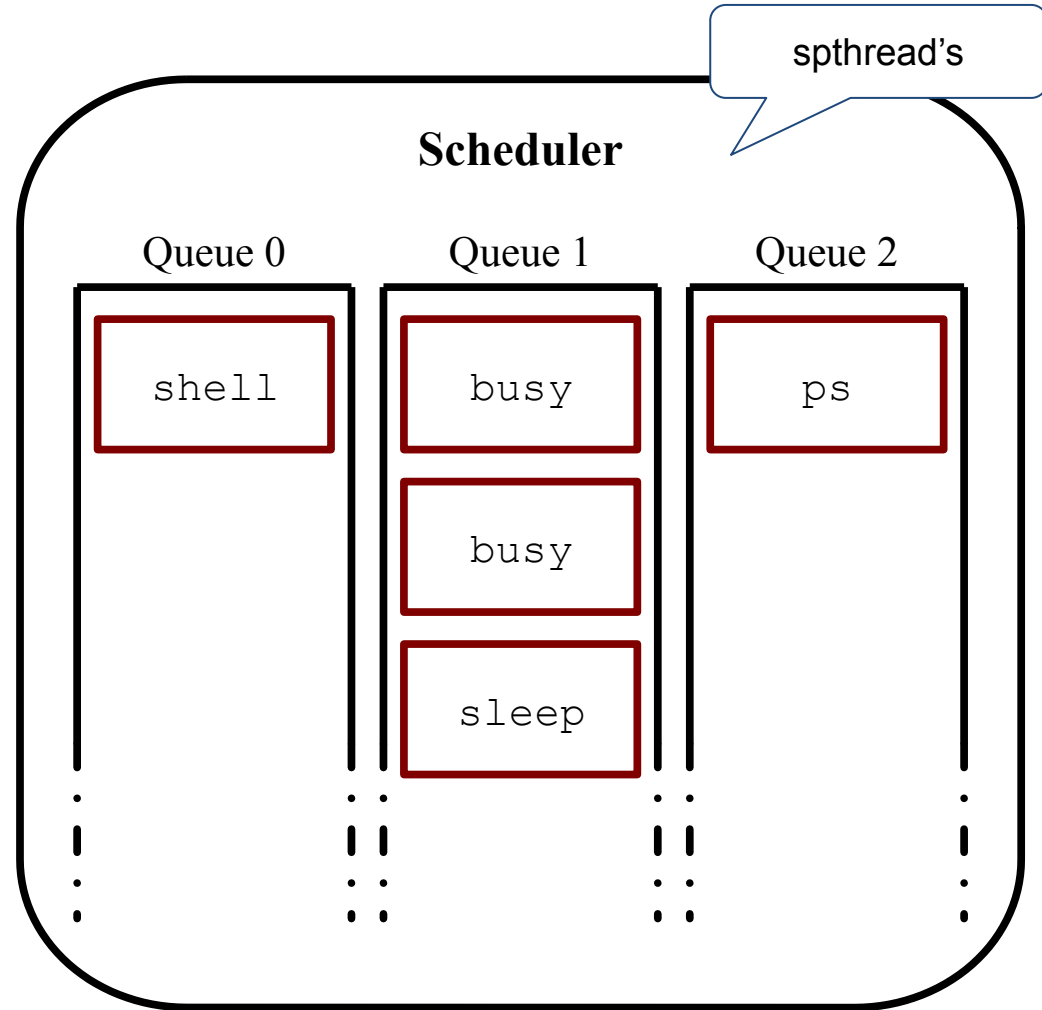 spthread’s
Scheduler
Queue 0 Queue 1 Queue 2
shell busy ps
busy
sleep